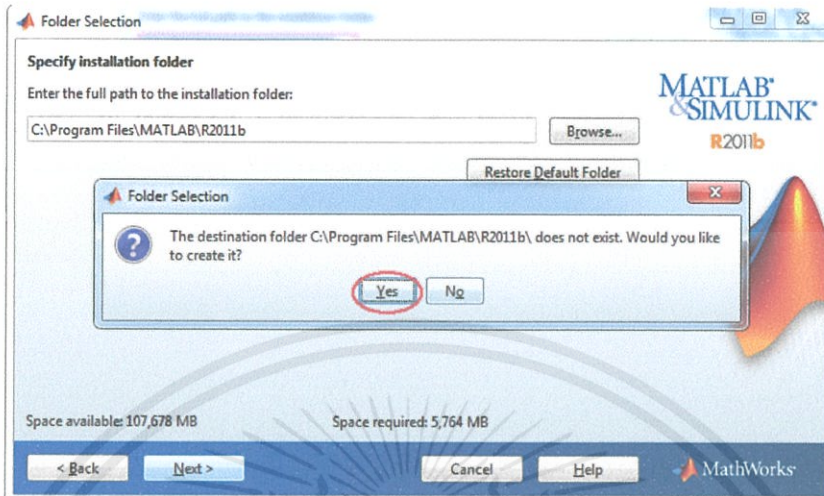 Folder Selection
Specify installation folder
Enter the full path to the installation folder:
MATLAB®
&SIMULINK®
R2011b
C:\Program Files\MATLAB\R2011b
Browse...
Restore Default Folder
Folder Selection
The destination folder C:\Program Files\MATLAB\R2011b\ does not exist. Would you like
to create it?
Yes No
Space available: 107,678 MB Space required: 5,764 MB
< Back Next > Cancel Help MathWorks